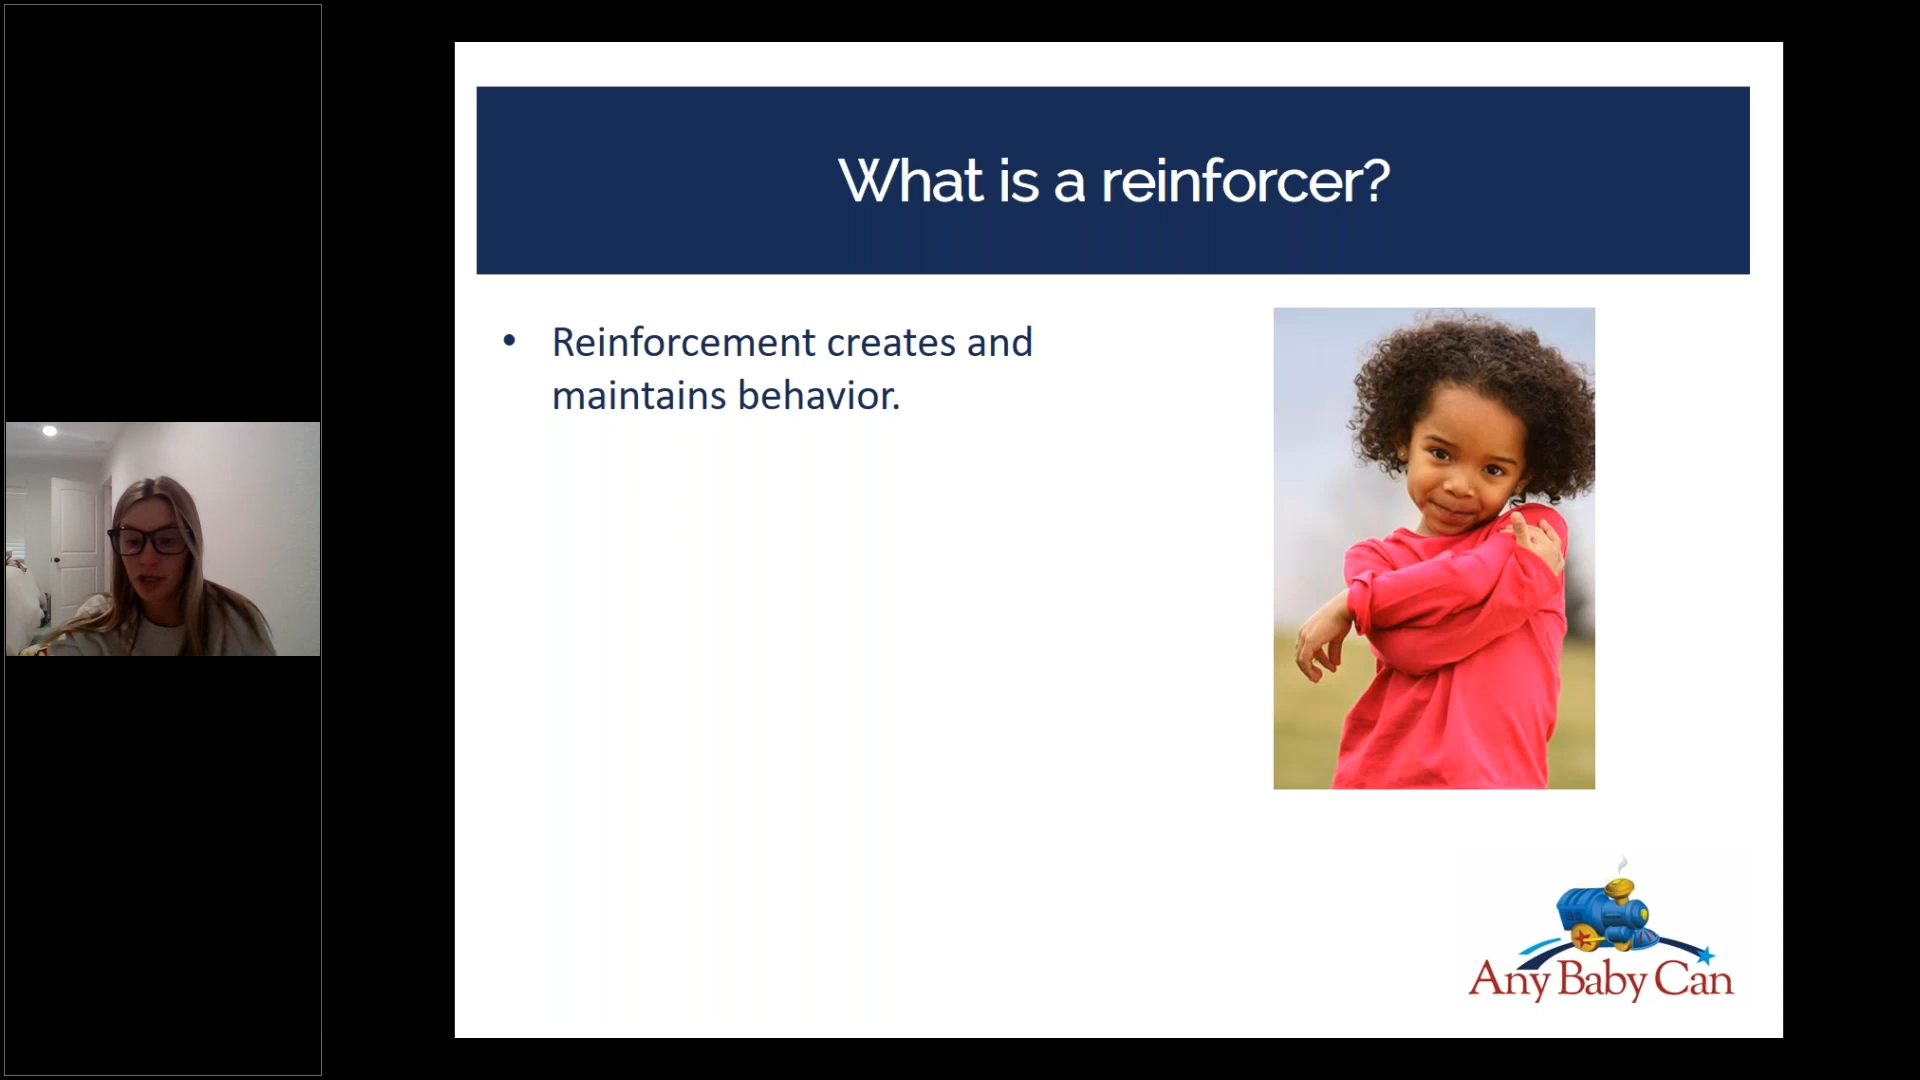 What is a reinforcer?
• Reinforcement creates and
maintains behavior.
Any Baby Can